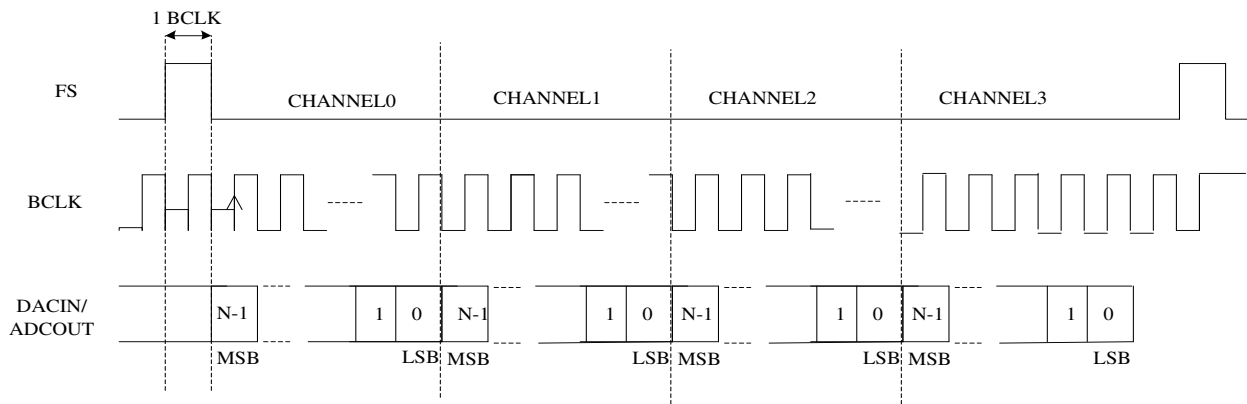 1 BCLK
FS
CHANNEL0 CHANNEL1 CHANNEL2 CHANNEL3
BCLK
DACIN/
ADCOUT
N-1 1 0 N-1 1 0 N-1 1 0 N-1 1 0
MSB LSB MSB LSB MSB LSB MSB LSB